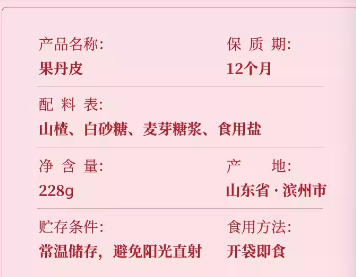 产品名称： 保 质 期：
果丹皮 12个月
配 料 表：
山楂、白砂糖、麦芽糖浆、食用盐
净 含 量： 产 地：
228g 山东省·滨州市
贮存条件： 食用方法：
常温储存，避免阳光直射 开袋即食